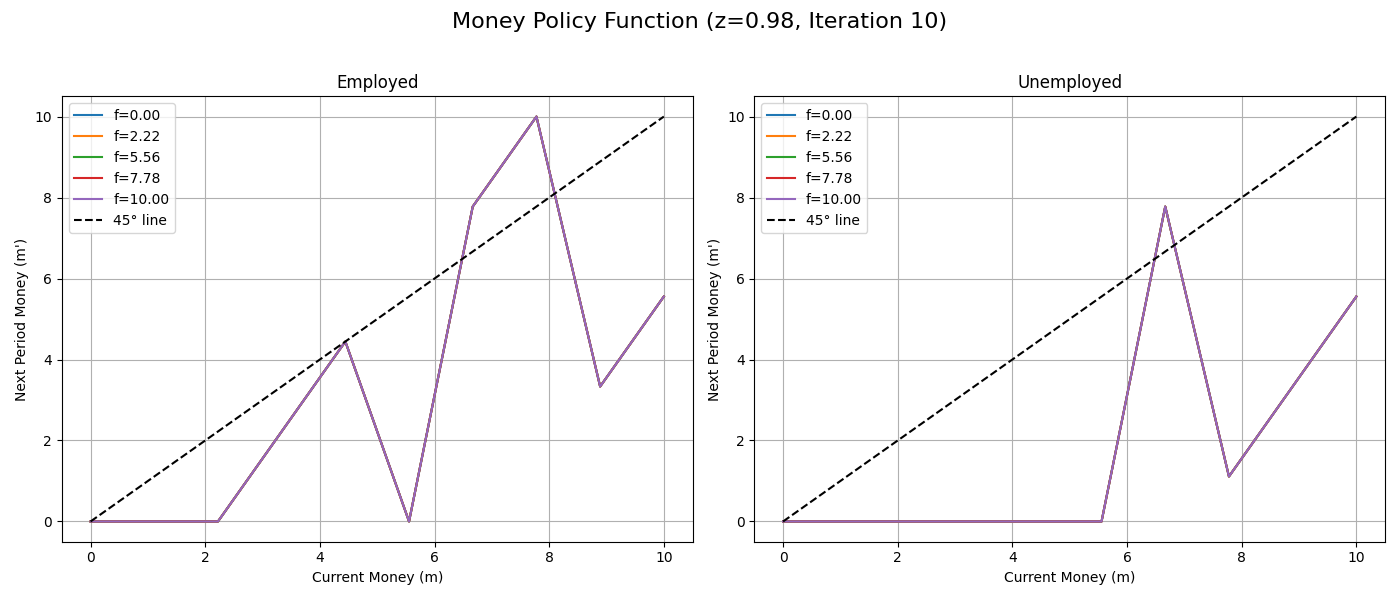 Money Policy Function (z=0.98, Iteration 10)
Employed
f=0.00
f=2.22
f=5.56
f=7.78
f=10.00
45° line
10
8
6
4
2
0
Next Period Money (m')
0 2 4 6 8 10
Current Money (m)
Unemployed
f=0.00
f=2.22
f=5.56
f=7.78
f=10.00
45° line
10
8
6
4
2
0
Next Period Money (m')
0 2 4 6 8 10
Current Money (m)